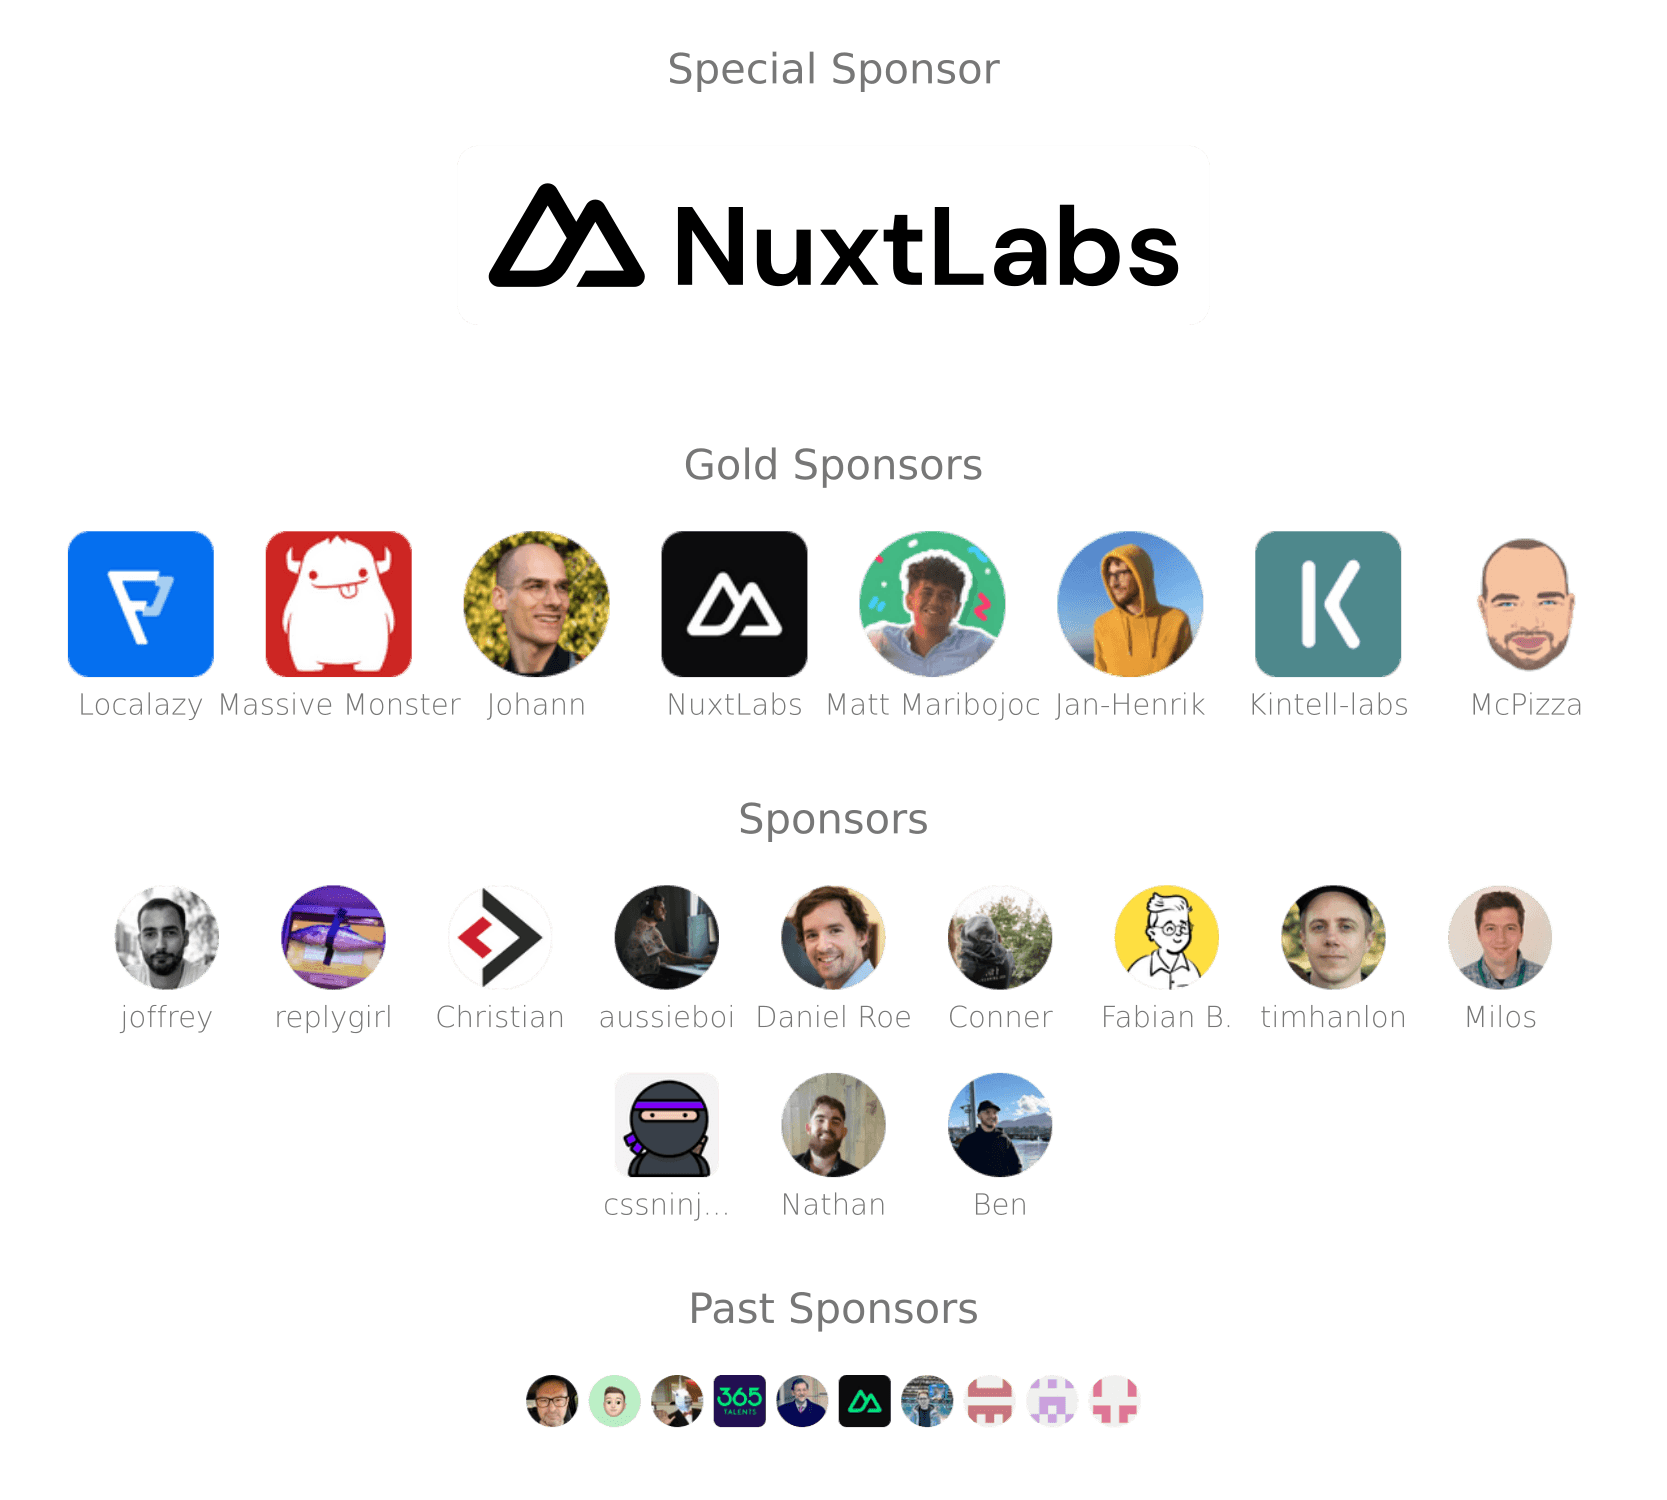 Special Sponsor
NuxtLabs
Gold Sponsors
Localazy Massive Monster Johann NuxtLabs Matt Maribojoc Jan-Henrik Kintell-labs McPizza
Sponsors
joffrey replygirl Christian aussieboi Daniel Roe Conner Fabian B. timhanlon Milos
cssninj... Nathan Ben
Past Sponsors
365
TALENTS